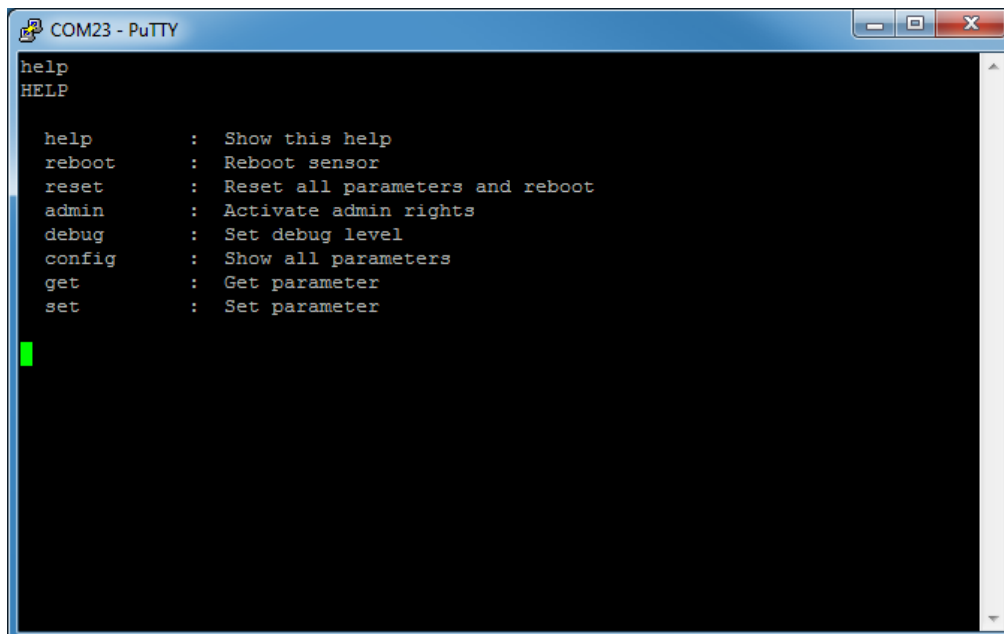 COM23 - PuTTY
help
HELP
help : Show this help
reboot : Reboot sensor
reset : Reset all parameters and reboot
admin : Activate admin rights
debug : Set debug level
config : Show all parameters
get : Get parameter
set : Set parameter